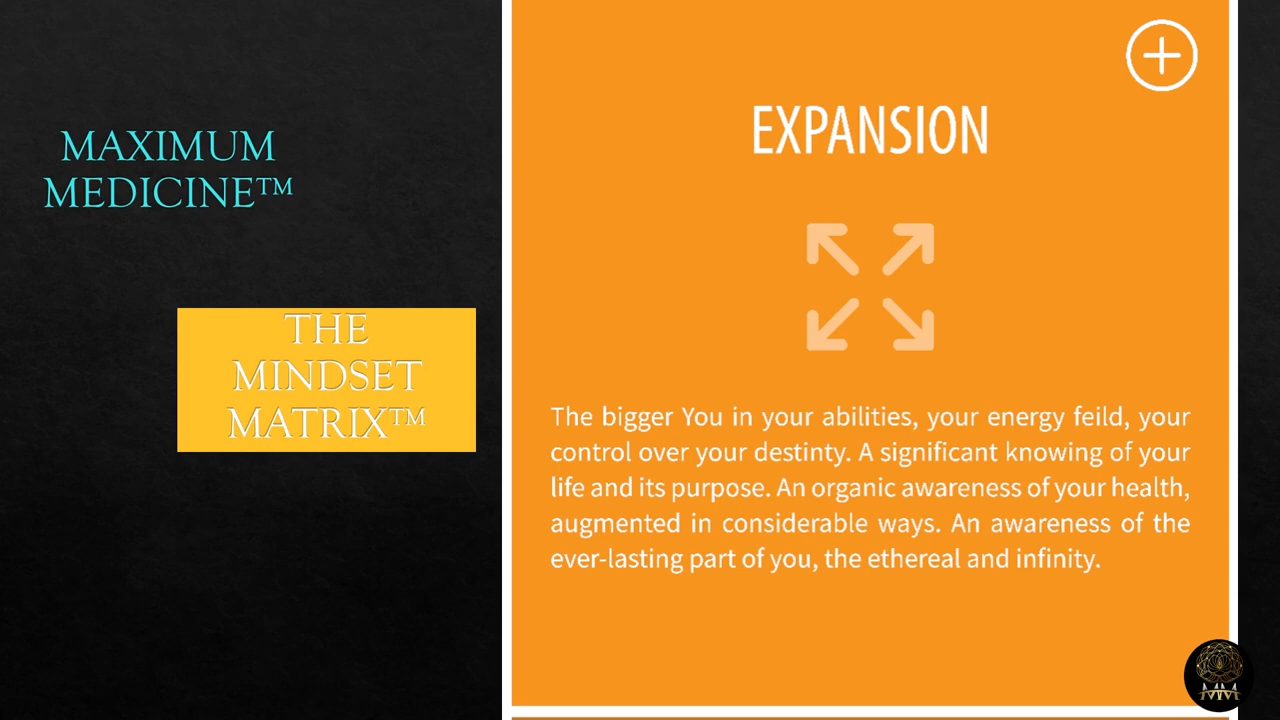 MAXIMUM
MEDICINE™
THE
MINDSET
MATRIX™
EXPANSION
The bigger You in your abilities, your energy feild, your
control over your destinty. A significant knowing of your
life and its purpose. An organic awareness of your health,
augmented in considerable ways. An awareness of the
ever-lasting part of you, the ethereal and infinity.
MM